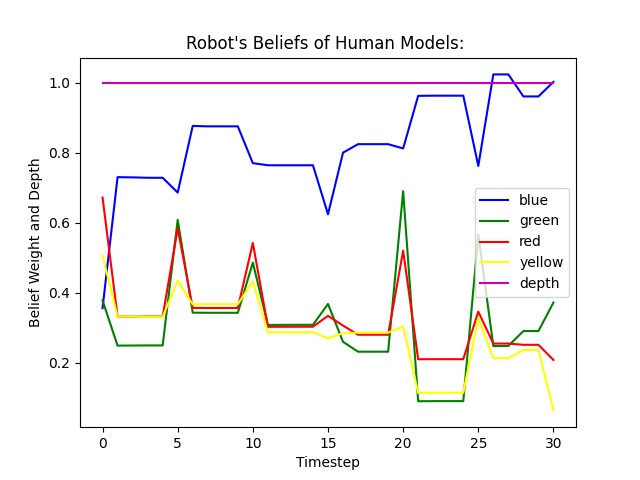 Robot's Beliefs of Human Models:
Belief Weight and Depth
1.0
0.8
0.6
0.4
0.2
blue
green
red
yellow
depth
0 5 10 15 20 25 30
Timestep